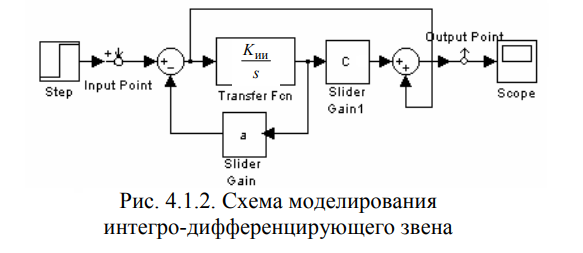 Output Point
Kии
s
C
Step
Input Point
Transfer Fcn
Slider
Gain1
Scope
a
Slider
Gain
Рис. 4.1.2. Схема моделирования
интегро-дифференцирующего звена